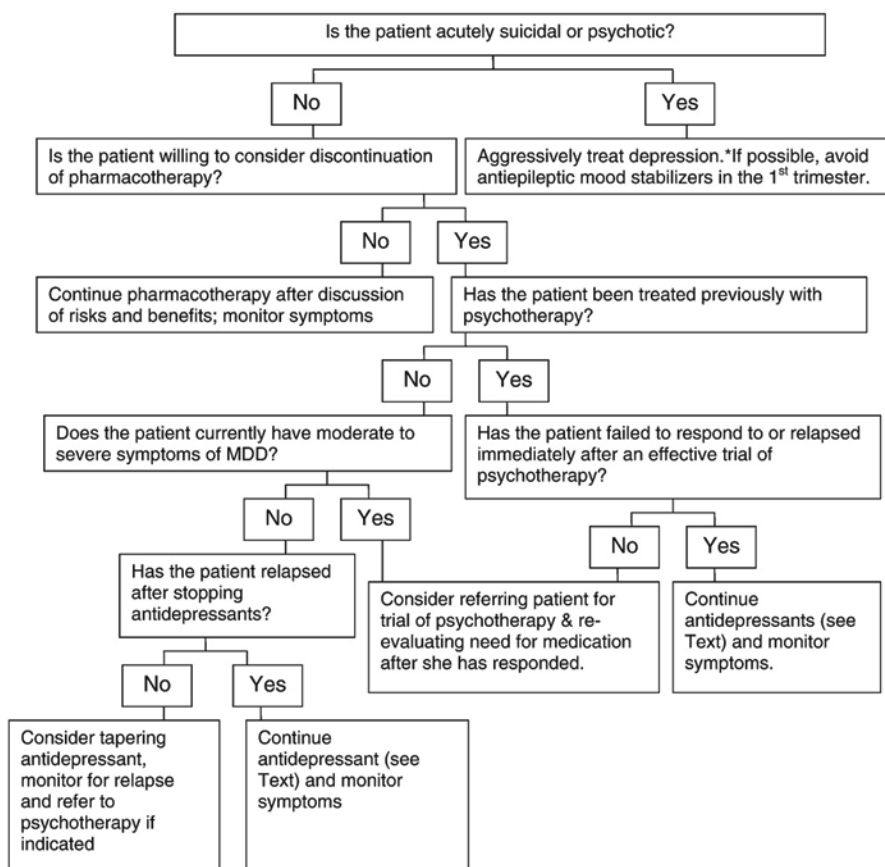 Is the patient acutely suicidal or psychotic?
No
Yes
Is the patient willing to consider discontinuation
of pharmacotherapy?
Aggressively treat depression.*If possible, avoid
antiepileptic mood stabilizers in the 1st trimester.
No
Yes
Continue pharmacotherapy after discussion
of risks and benefits; monitor symptoms
Has the patient been treated previously with
psychotherapy?
No
Yes
Does the patient currently have moderate to
severe symptoms of MDD?
Has the patient failed to respond to or relapsed
immediately after an effective trial of
psychotherapy?
No
Yes
No
Yes
Has the patient relapsed
after stopping
antidepressants?
Consider referring patient for
trial of psychotherapy & re-
evaluating need for medication
after she has responded.
Continue
antidepressants (see
Text) and monitor
symptoms.
No
Yes
Consider tapering
antidepressant,
monitor for relapse
and refer to
psychotherapy if
indicated
Continue
antidepressant (see
Text) and monitor
symptoms